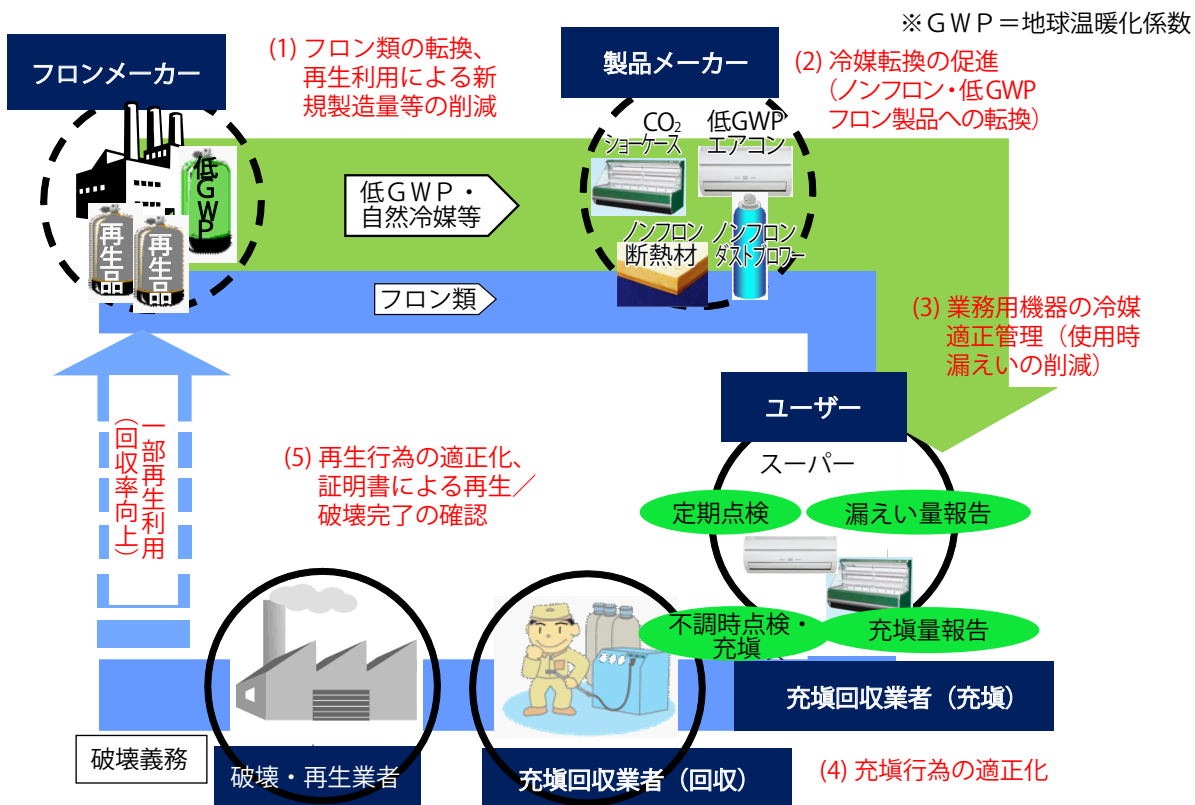 ※ＧＷＰ＝地球温暖化係数
フロンメーカー
(1) フロン類の転換、
再生利用による新
規製造量等の削減
製品メーカー
(2) 冷媒転換の促進
（ノンフロン・低GWP
フロン製品への転換）
低GWP
再生品
再生品
低ＧＷＰ・
自然冷媒等
フロン類
CO₂
ショーケース
低GWP
エアコン
ノンフロン
断熱材
ノンフロン
ダストブロワー
(3) 業務用機器の冷媒
適正管理（使用時
漏えいの削減）
ユーザー
スーパー
定期点検
漏えい量報告
不調時点検・
充塡
充塡量報告
一部再生利用
（回収率向上）
(5) 再生行為の適正化、
証明書による再生／
破壊完了の確認
充塡回収業者（充塡）
破壊義務
破壊・再生業者
充塡回収業者（回収）
(4) 充塡行為の適正化